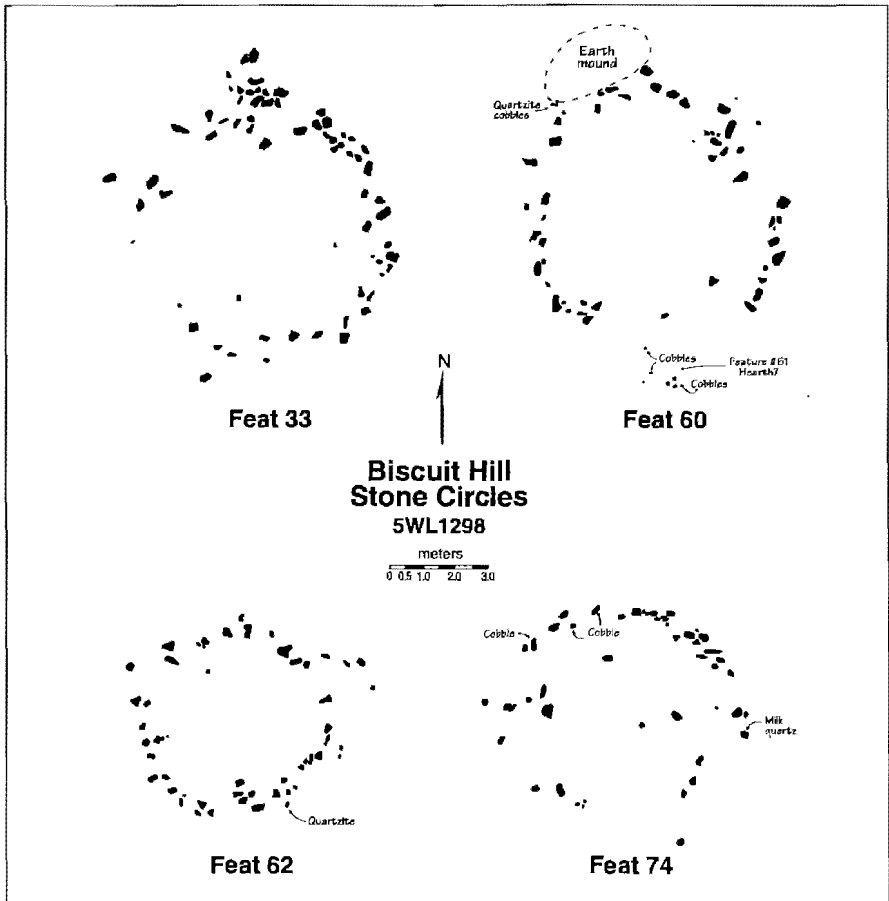 Earth
mound
Quartzite
cobbles
Cobbles
Feature #61
Hearth?
Cobbles
Feat 33
N
Feat 60
Biscuit Hill
Stone Circles
5WL1298
meters
0 0.5 1.0 2.0 3.0
Cobble
Cobble
Milk
quartz
Quartzite
Feat 62
Feat 74